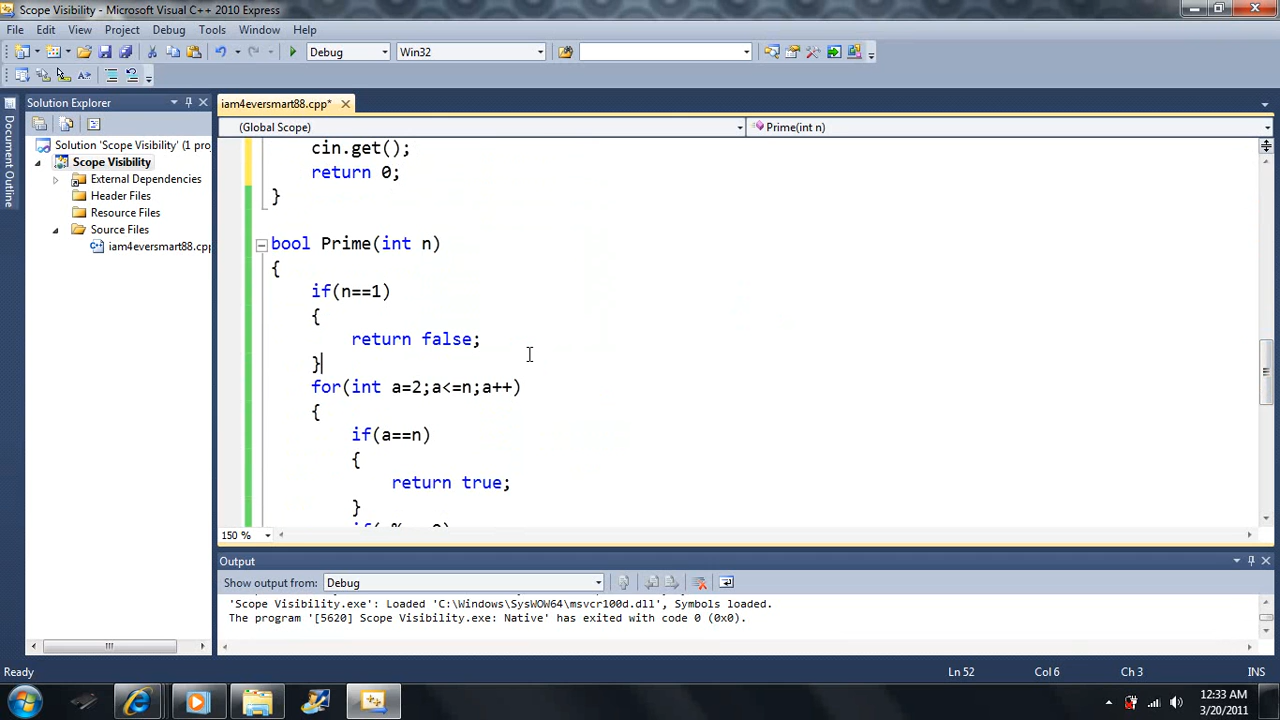 Scope Visibility - Microsoft Visual C++ 2010 Express
File Edit View Project Debug Tools Window Help
Debug Win32
Solution Explorer
iam4eversmart88.cpp*
(Global Scope)
Prime(int n)
Document Outline
Solution 'Scope Visibility' (1 proj
Scope Visibility
External Dependencies
Header Files
Resource Files
Source Files
iam4eversmart88.cpp
cin.get();
return 0;
}
bool Prime(int n)
{
if(n==1)
{
return false;
}
for(int a=2;a<=n;a++)
{
if(a==n)
{
return true;
}
150 %
Output
Show output from: Debug
'Scope Visibility.exe': Loaded 'C:\Windows\SysWOW64\msvcr100d.dll', Symbols loaded.
The program '[5620] Scope Visibility.exe: Native' has exited with code 0 (0x0).
Ready
Ln 52 Col 6 Ch 3 INS
12:33 AM
3/20/2011